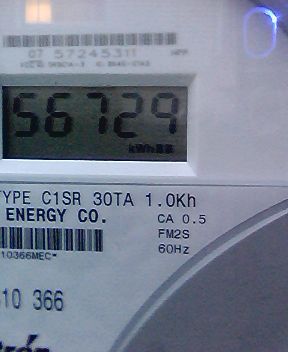 07 57245311
56729
kWh
TYPE C1SR 30TA 1.0Kh
ENERGY CO.
CA 0.5
FM2S
60Hz
10366MEC*
10 366